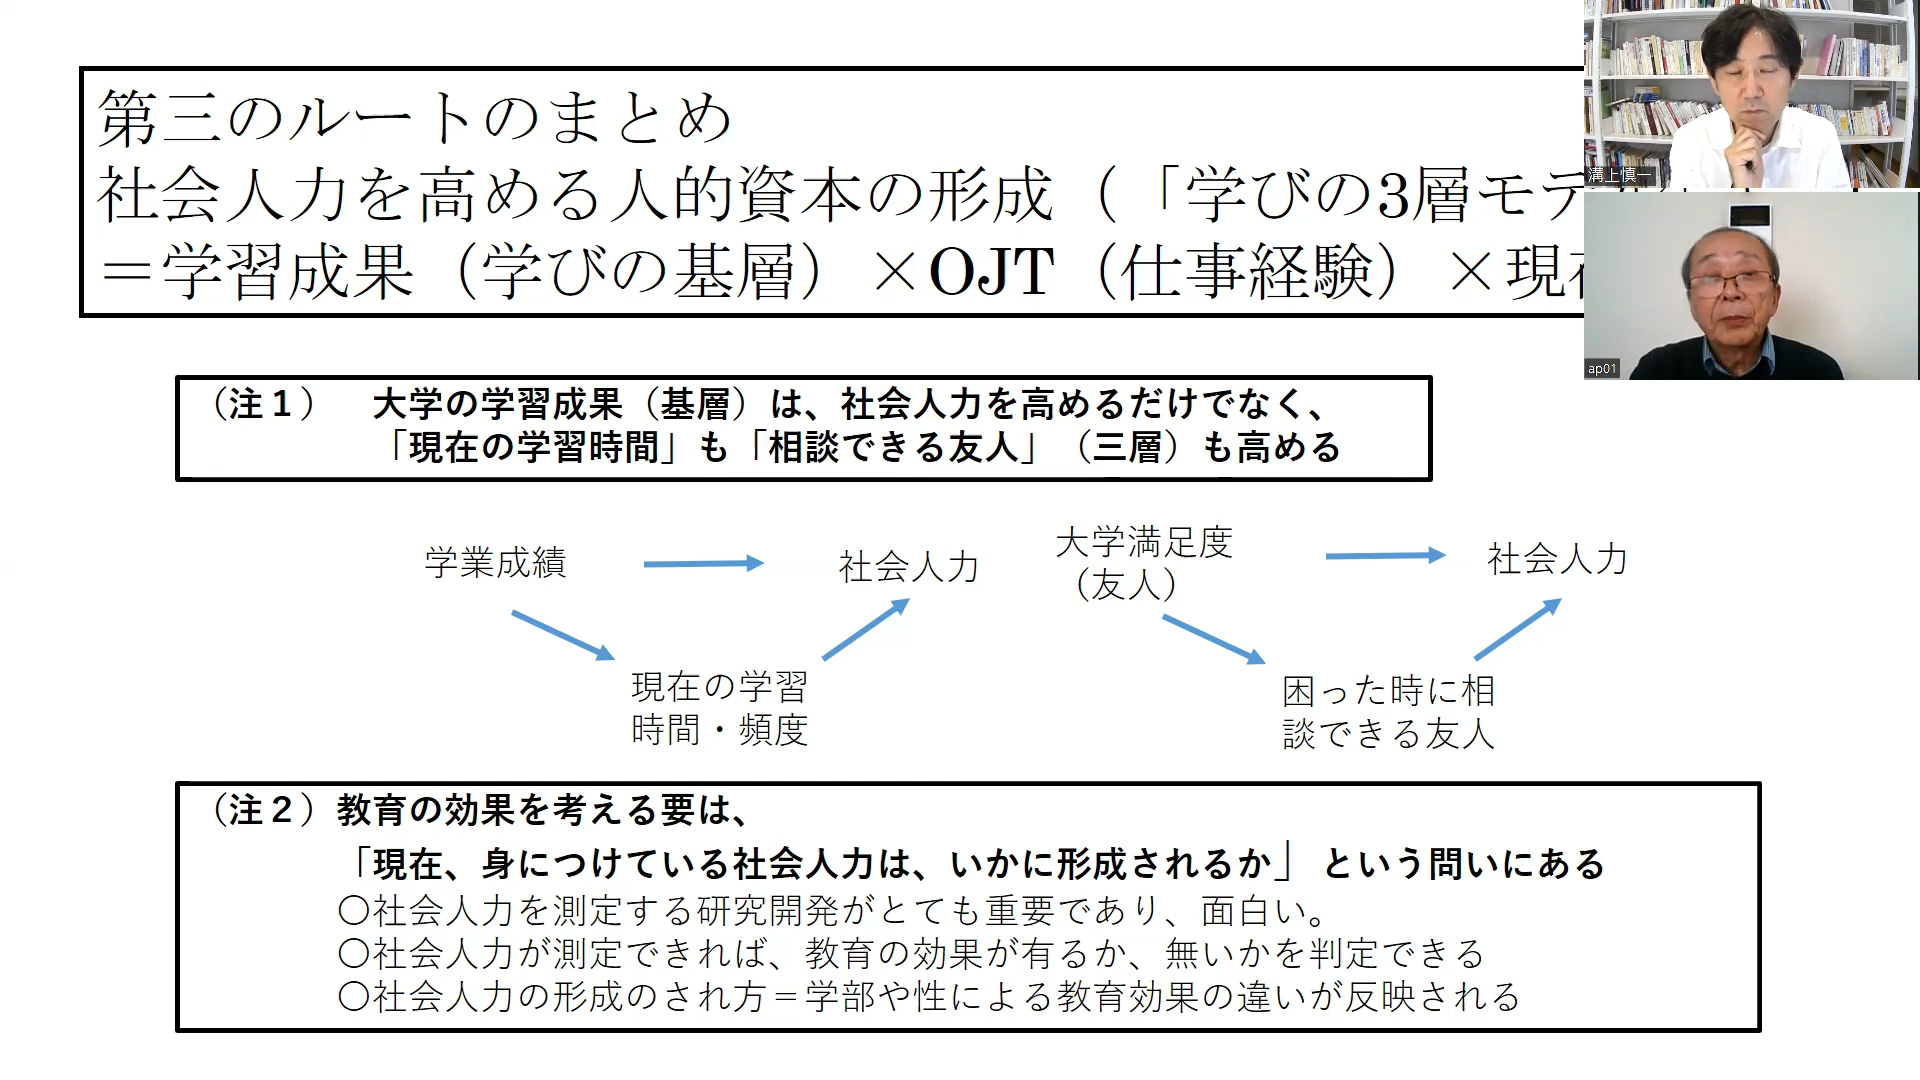 第三のルートのまとめ
社会人力を高める人的資本の形成（「学びの3層モデ
＝学習成果（学びの基層）×OJT（仕事経験）×現在
（注１）　大学の学習成果（基層）は、社会人力を高めるだけでなく、
「現在の学習時間」も「相談できる友人」（三層）も高める
学業成績
社会人力
現在の学習
時間・頻度
大学満足度
（友人）
社会人力
困った時に相
談できる友人
（注２）教育の効果を考える要は、
「現在、身につけている社会人力は、いかに形成されるか」 という問いにある
〇社会人力を測定する研究開発がとても重要であり、面白い。
〇社会人力が測定できれば、教育の効果が有るか、無いかを判定できる
〇社会人力の形成のされ方＝学部や性による教育効果の違いが反映される
溝上慎一
ap01